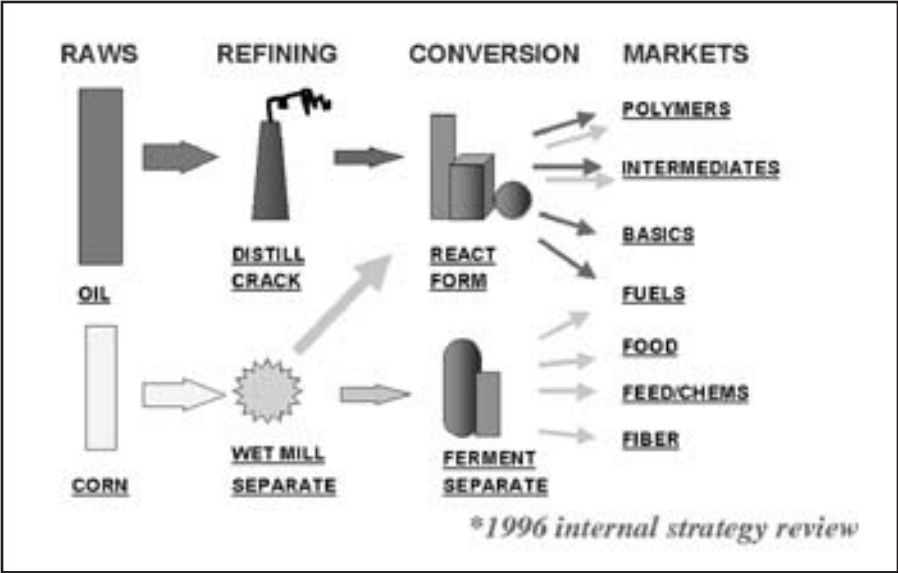 RAWS REFINING CONVERSION MARKETS
POLYMERS
INTERMEDIATES
BASICS
FUELS
FOOD
FEED/CHEMS
FIBER
DISTILL
CRACK
REACT
FORM
OIL
WET MILL
SEPARATE
FERMENT
SEPARATE
CORN
*1996 internal strategy review